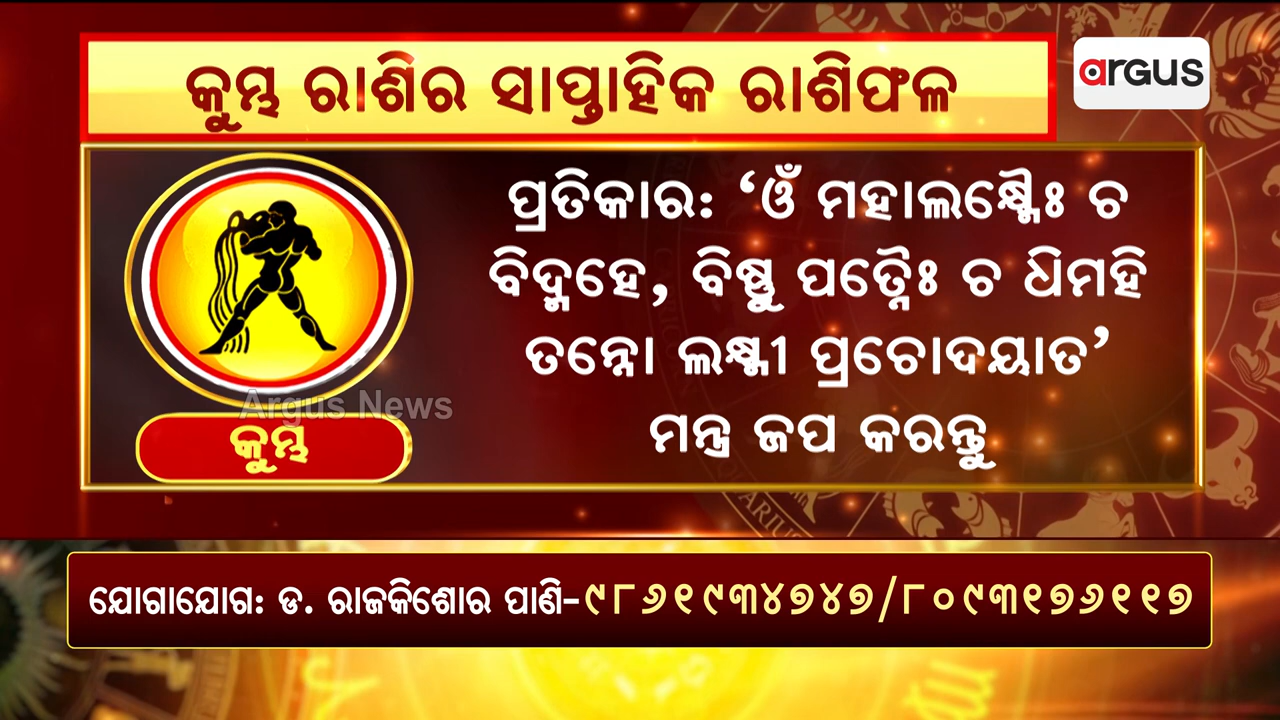 କୁମ୍ଭ ରାଶିର ସାପ୍ତାହିକ ରାଶିଫଳ
argus
ପ୍ରତିକାର: ‘ଓଁ ମହାଲକ୍ଷ୍ମୈଃ ଚ
ବିଦ୍ମହେ, ବିଷ୍ଣୁ ପତ୍ନୈଃ ଚ ଧିମହି
ତନ୍ନୋ ଲକ୍ଷ୍ମୀ ପ୍ରଚୋଦୟାତ’
ମନ୍ତ୍ର ଜପ କରନ୍ତୁ
Argus News
କୁମ୍ଭ
ଯୋଗାଯୋଗ: ଡ. ରାଜକିଶୋର ପାଣି-୯୮୬୧୯୩୪୭୪୭/୮୦୯୩୧୭୬୧୧୭